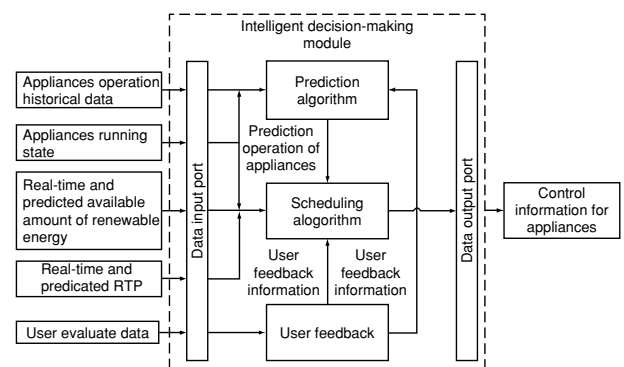 Intelligent decision-making
module
Appliances operation
historical data
Appliances running
state
Real-time and
predicted available
amount of renewable
energy
Real-time and
predicated RTP
User evaluate data
Data input port
Prediction
algorithm
Prediction
operation of
appliances
Scheduling
alogorithm
User
feedback
information
User
feedback
information
User feedback
Data output port
Control
information for
appliances